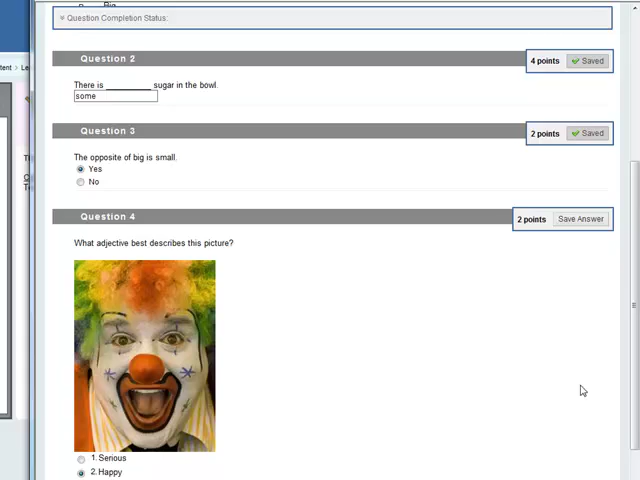 Question Completion Status:
Question 2
4 points
Saved
There is _________ sugar in the bowl.
some
Question 3
2 points
Saved
The opposite of big is small.
Yes
No
Question 4
2 points
Save Answer
What adjective best describes this picture?
1. Serious
2. Happy